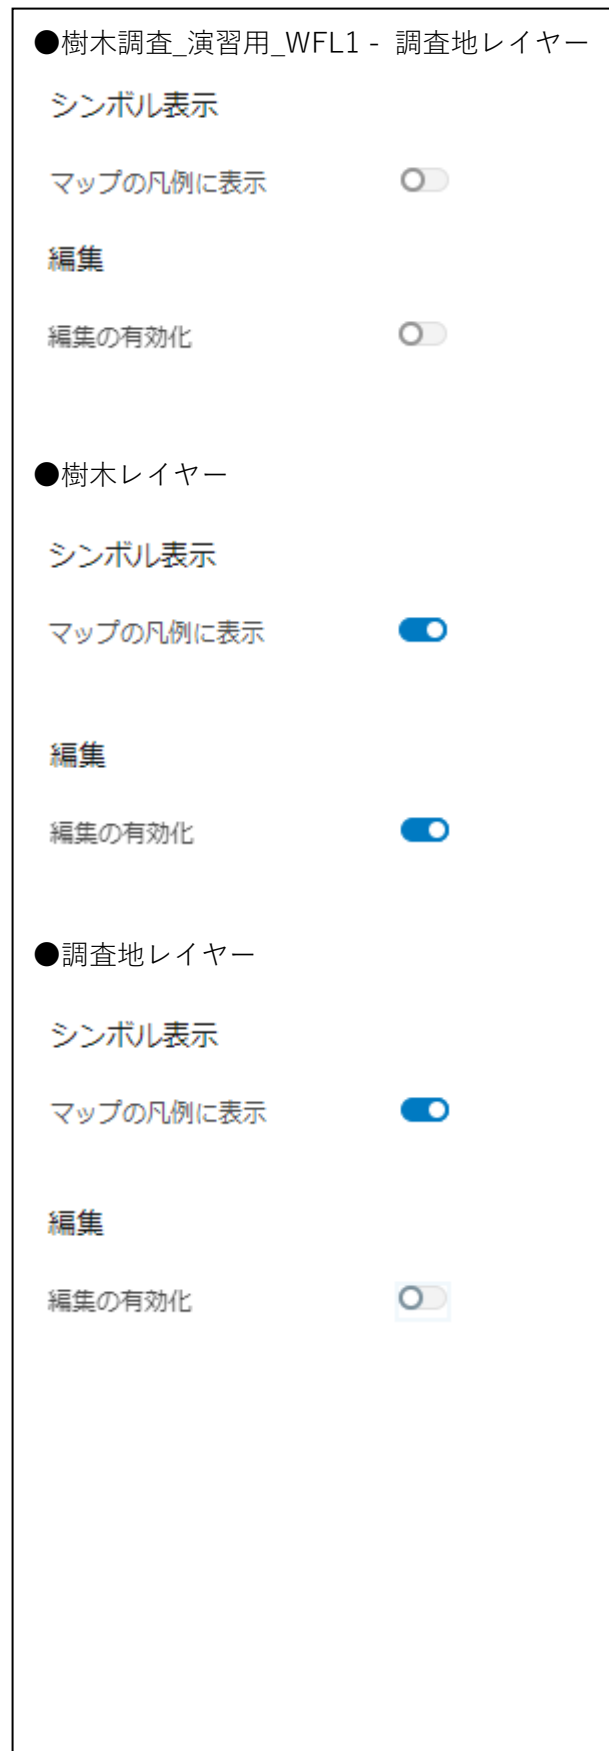 ●樹木調査_演習用_WFL1 - 調査地レイヤー
シンボル表示
マップの凡例に表示
編集
編集の有効化
●樹木レイヤー
シンボル表示
マップの凡例に表示
編集
編集の有効化
●調査地レイヤー
シンボル表示
マップの凡例に表示
編集
編集の有効化